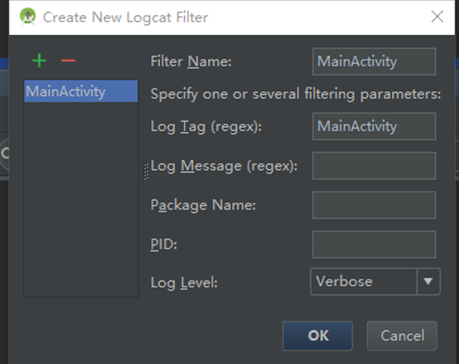 Create New Logcat Filter
MainActivity
Filter Name: MainActivity
Specify one or several filtering parameters:
Log Tag (regex): MainActivity
Log Message (regex):
Package Name:
PID:
Log Level: Verbose
OK Cancel